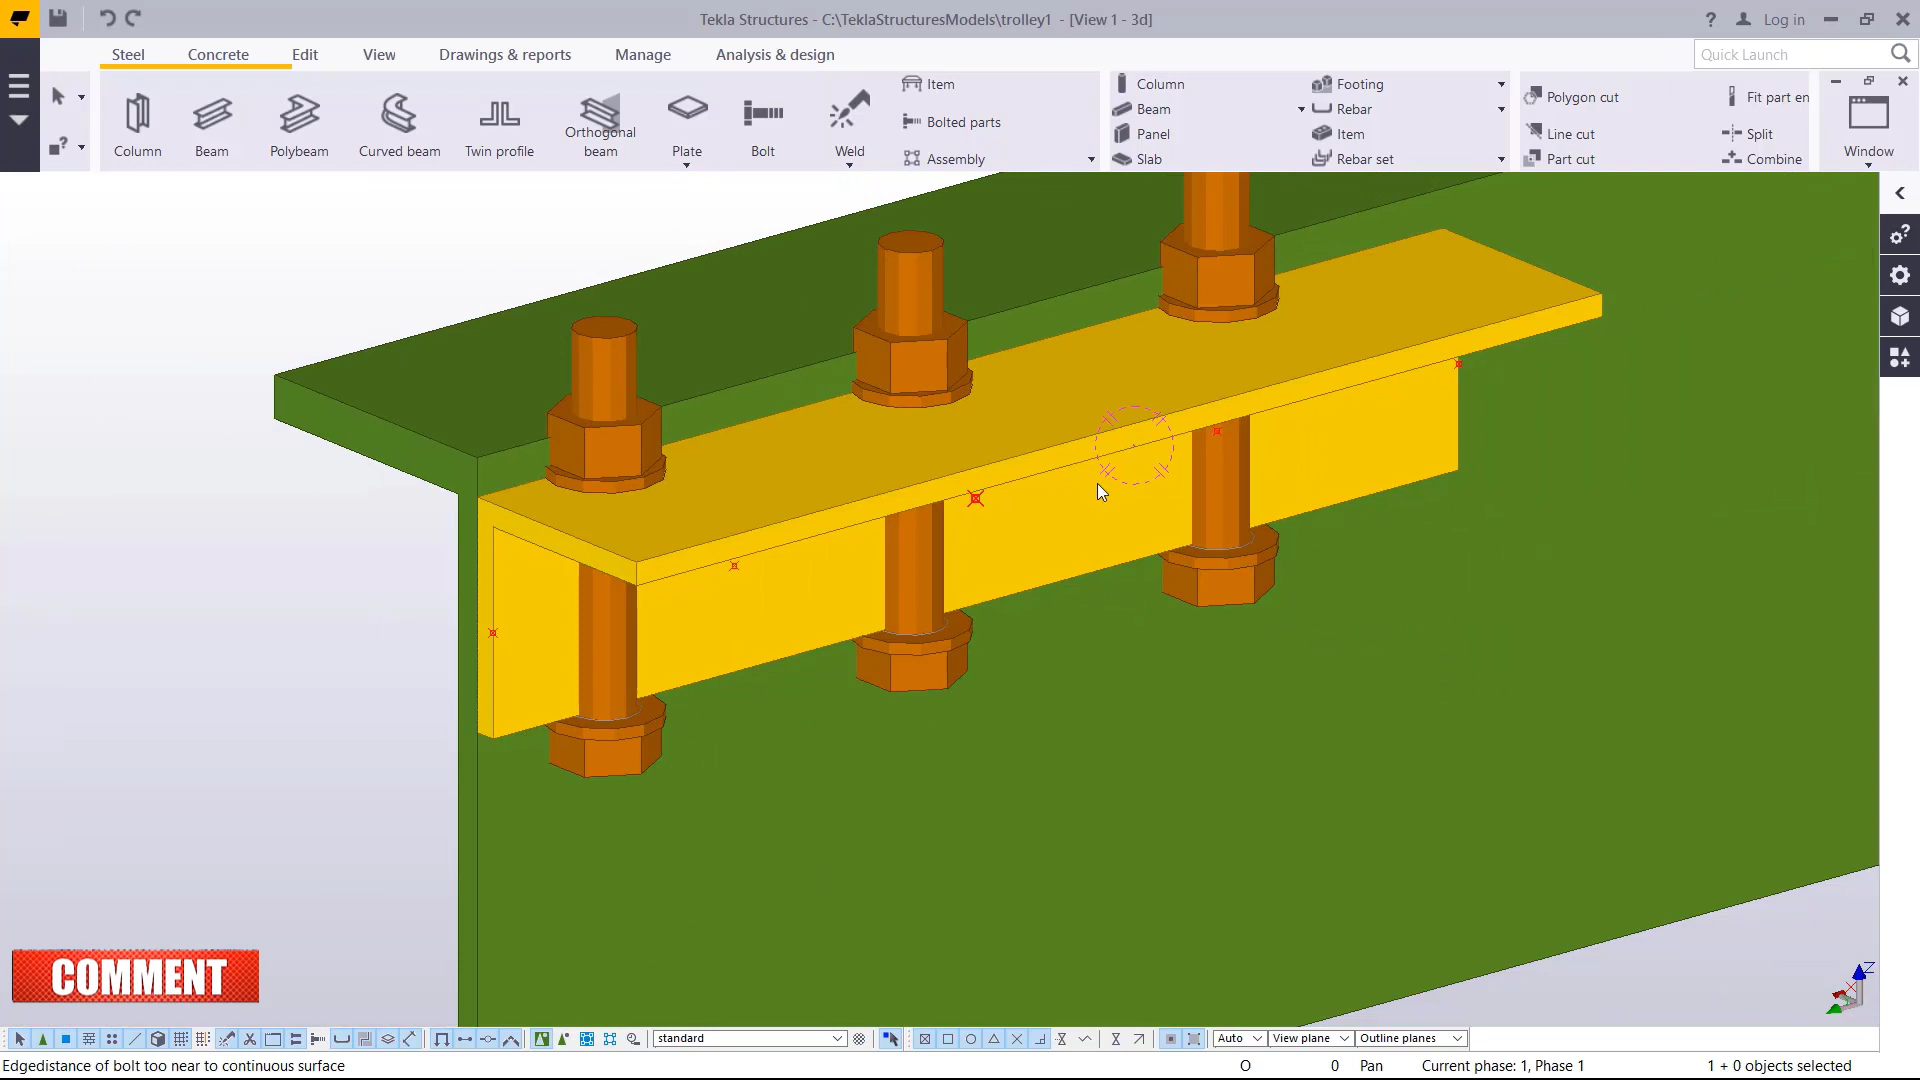 Tekla Structures - C:\TeklaStructuresModels\trolley1 - [View 1 - 3d]
? Log in
Steel Concrete Edit View Drawings & reports Manage Analysis & design
Quick Launch
Column
Beam
Polybeam
Curved beam
Twin profile
Orthogonal
beam
Plate
Bolt
Weld
Item
Bolted parts
Assembly
Column
Beam
Panel
Slab
Footing
Rebar
Item
Rebar set
Polygon cut
Line cut
Part cut
Fit part en
Split
Combine
Window
COMMENT
Z
standard
Auto
View plane
Outline planes
Edgedistance of bolt too near to continuous surface
O 0 Pan Current phase: 1, Phase 1 1 + 0 objects selected